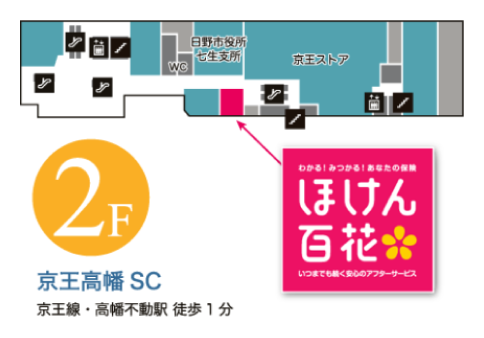 日野市役所
七生支所
京王ストア
WC
わかる!みつかる!あなたの保険
ほけん
百花
いつまでも続く安心のアフターサービス
2F
京王高幡 SC
京王線・高幡不動駅 徒歩 1 分